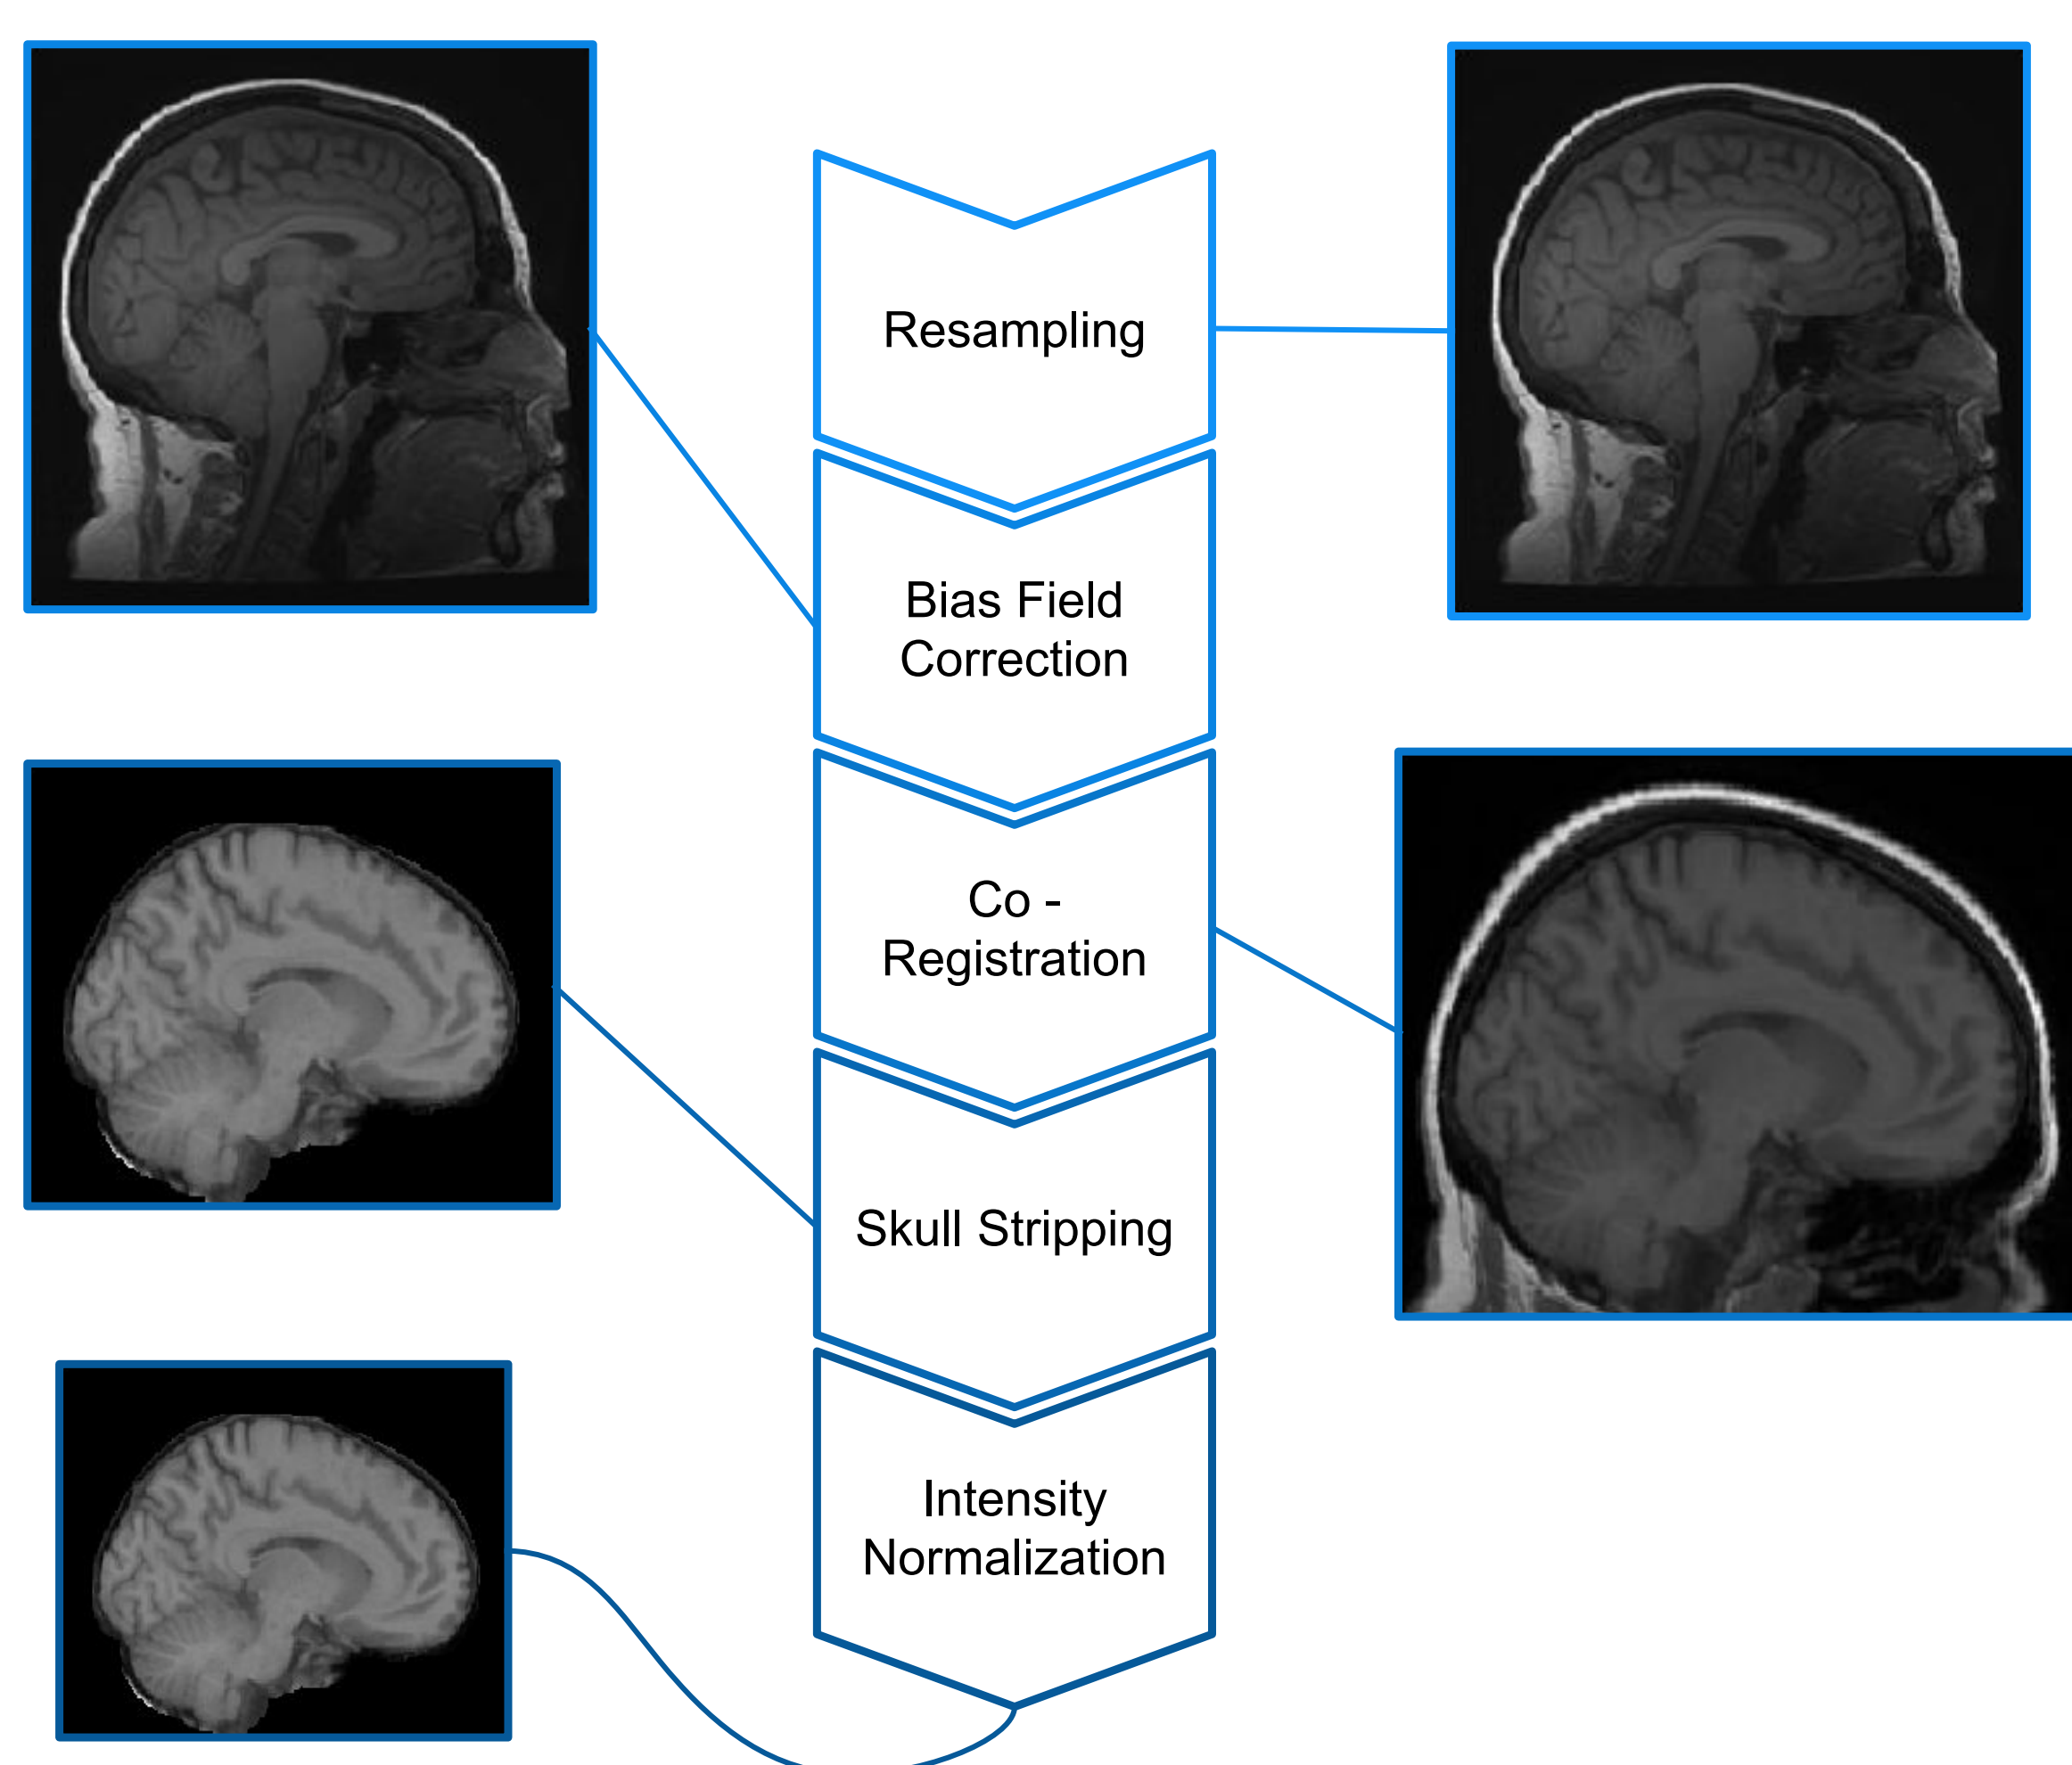 Resampling
Bias Field
Correction
Co -
Registration
Skull Stripping
Intensity
Normalization